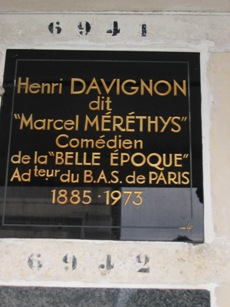 6941
Henri DAVIGNON
dit
"Marcel MÉRÉTHYS"
Comédien
de la "BELLE ÉPOQUE"
Adteur du B.A.S. de PARIS
1885 - 1973
6942